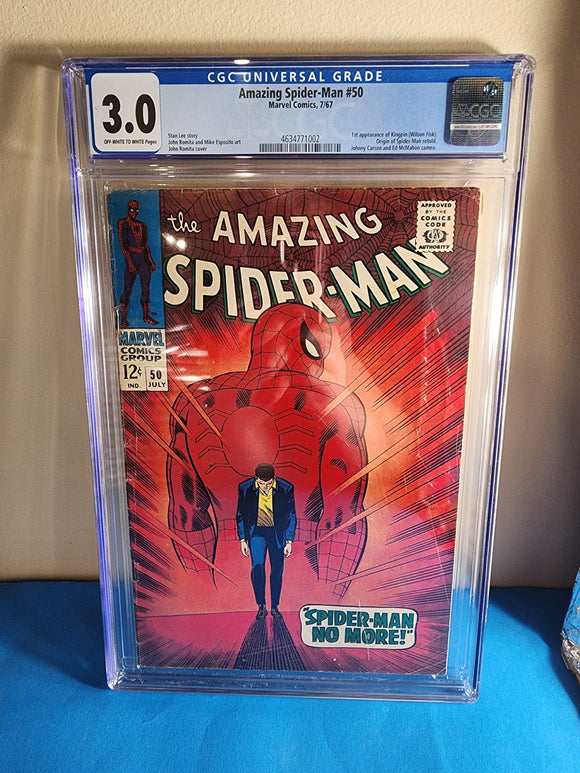 CGC UNIVERSAL GRADE
3.0
OFF-WHITE TO WHITE Pages
Amazing Spider-Man #50
Marvel Comics, 7/67
4634771002
Stan Lee story
John Romita and Mike Esposito art
John Romita cover
1st appearance of Kingpin (Wilson Fisk).
Origin of Spider-Man retold.
Johnny Carson and Ed McMahon cameo.
CGC
the AMAZING
SPIDER-MAN
APPROVED
BY THE
COMICS
CODE
AUTHORITY
MARVEL
COMICS
GROUP
12¢ 50
IND. JULY
"SPIDER-MAN
NO MORE!"